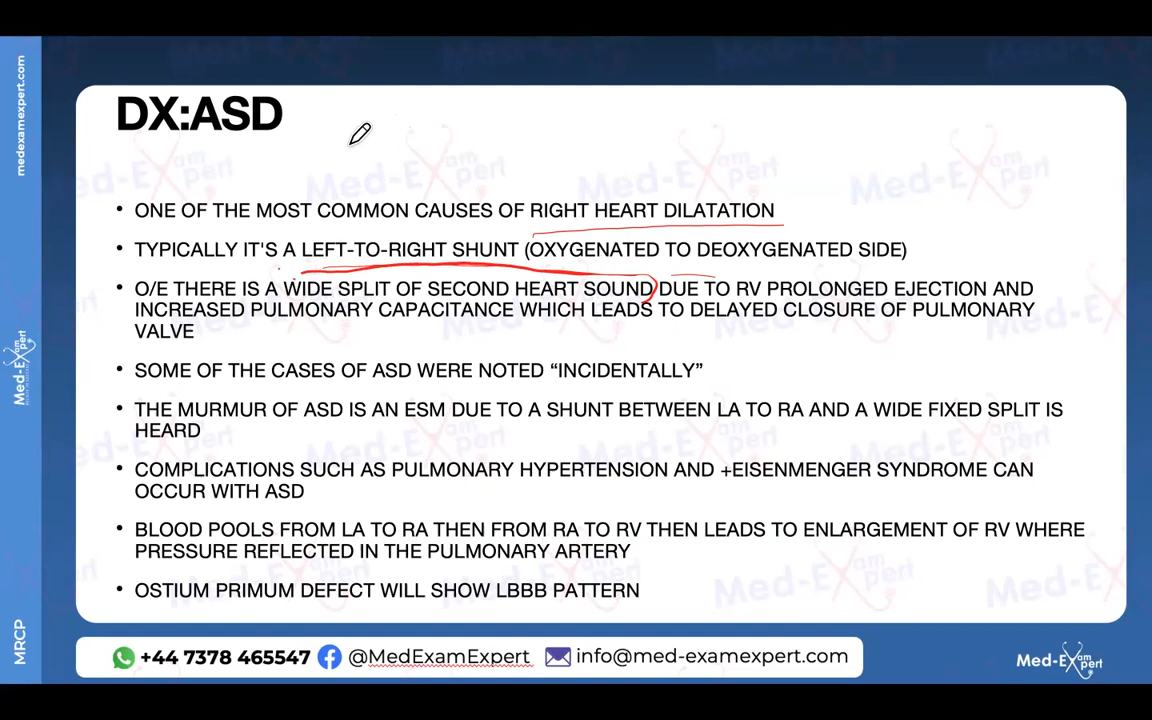 medexamexpert.com
Med-Expert
MRCP
DX:ASD
• ONE OF THE MOST COMMON CAUSES OF RIGHT HEART DILATATION
• TYPICALLY IT'S A LEFT-TO-RIGHT SHUNT (OXYGENATED TO DEOXYGENATED SIDE)
• O/E THERE IS A WIDE SPLIT OF SECOND HEART SOUND DUE TO RV PROLONGED EJECTION AND
INCREASED PULMONARY CAPACITANCE WHICH LEADS TO DELAYED CLOSURE OF PULMONARY
VALVE
• SOME OF THE CASES OF ASD WERE NOTED “INCIDENTALLY”
• THE MURMUR OF ASD IS AN ESM DUE TO A SHUNT BETWEEN LA TO RA AND A WIDE FIXED SPLIT IS
HEARD
• COMPLICATIONS SUCH AS PULMONARY HYPERTENSION AND +EISENMENGER SYNDROME CAN
OCCUR WITH ASD
• BLOOD POOLS FROM LA TO RA THEN FROM RA TO RV THEN LEADS TO ENLARGEMENT OF RV WHERE
PRESSURE REFLECTED IN THE PULMONARY ARTERY
• OSTIUM PRIMUM DEFECT WILL SHOW LBBB PATTERN
+44 7378 465547 @MedExamExpert info@med-examexpert.com
Med-Exam Expert